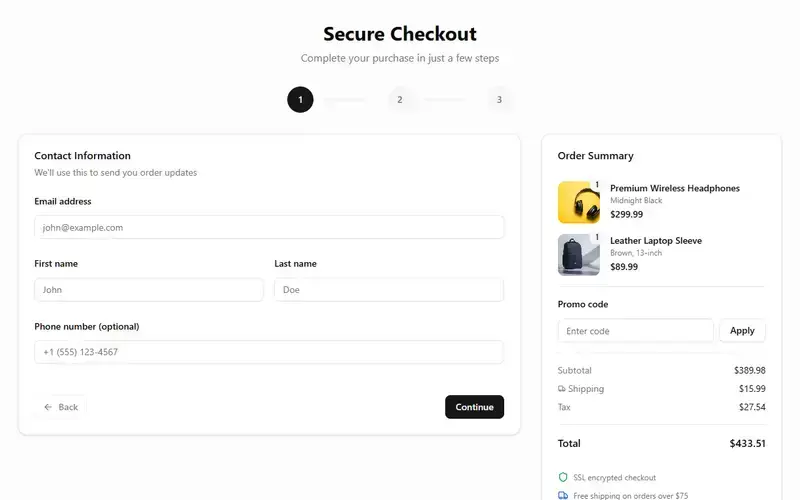 Secure Checkout
Complete your purchase in just a few steps
1
2
3
Contact Information
We'll use this to send you order updates
Email address
john@example.com
First name
Last name
John
Doe
Phone number (optional)
+1 (555) 123-4567
Back
Continue
Order Summary
1
Premium Wireless Headphones
Midnight Black
$299.99
1
Leather Laptop Sleeve
Brown, 13-inch
$89.99
Promo code
Enter code
Apply
Subtotal
$389.98
Shipping
$15.99
Tax
$27.54
Total
$433.51
SSL encrypted checkout
Free shipping on orders over $75